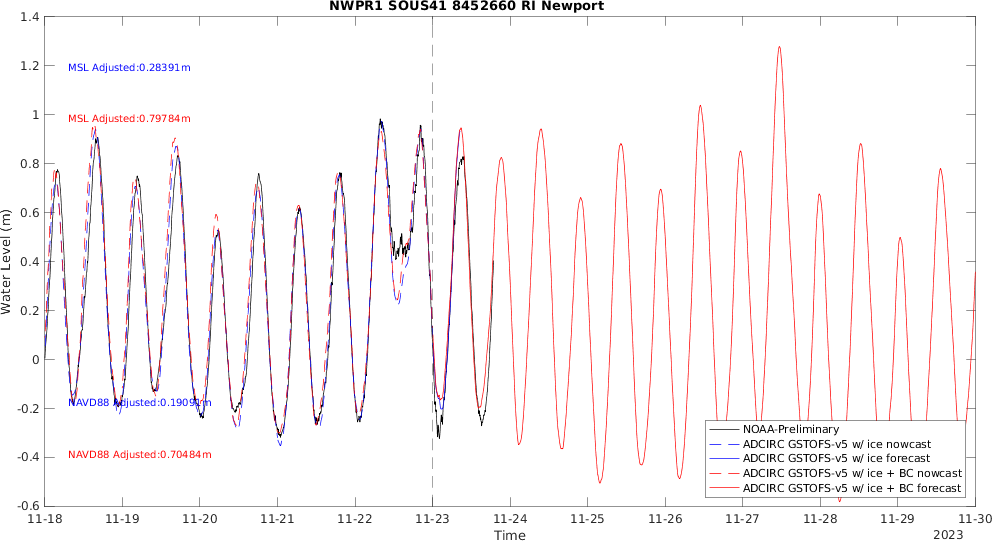 NWPR1 SOUS41 8452660 RI Newport
1.4
1.2
1
0.8
0.6
0.4
0.2
0
-0.2
-0.4
-0.6
Water Level (m)
MSL Adjusted:0.28391m
MSL Adjusted:0.79784m
NAVD88 Adjusted:0.19091m
NAVD88 Adjusted:0.70484m
NOAA-Preliminary
ADCIRC GSTOFS-v5 w/ ice nowcast
ADCIRC GSTOFS-v5 w/ ice forecast
ADCIRC GSTOFS-v5 w/ ice + BC nowcast
ADCIRC GSTOFS-v5 w/ ice + BC forecast
11-18 11-19 11-20 11-21 11-22 11-23 11-24 11-25 11-26 11-27 11-28 11-29 11-30
Time
2023